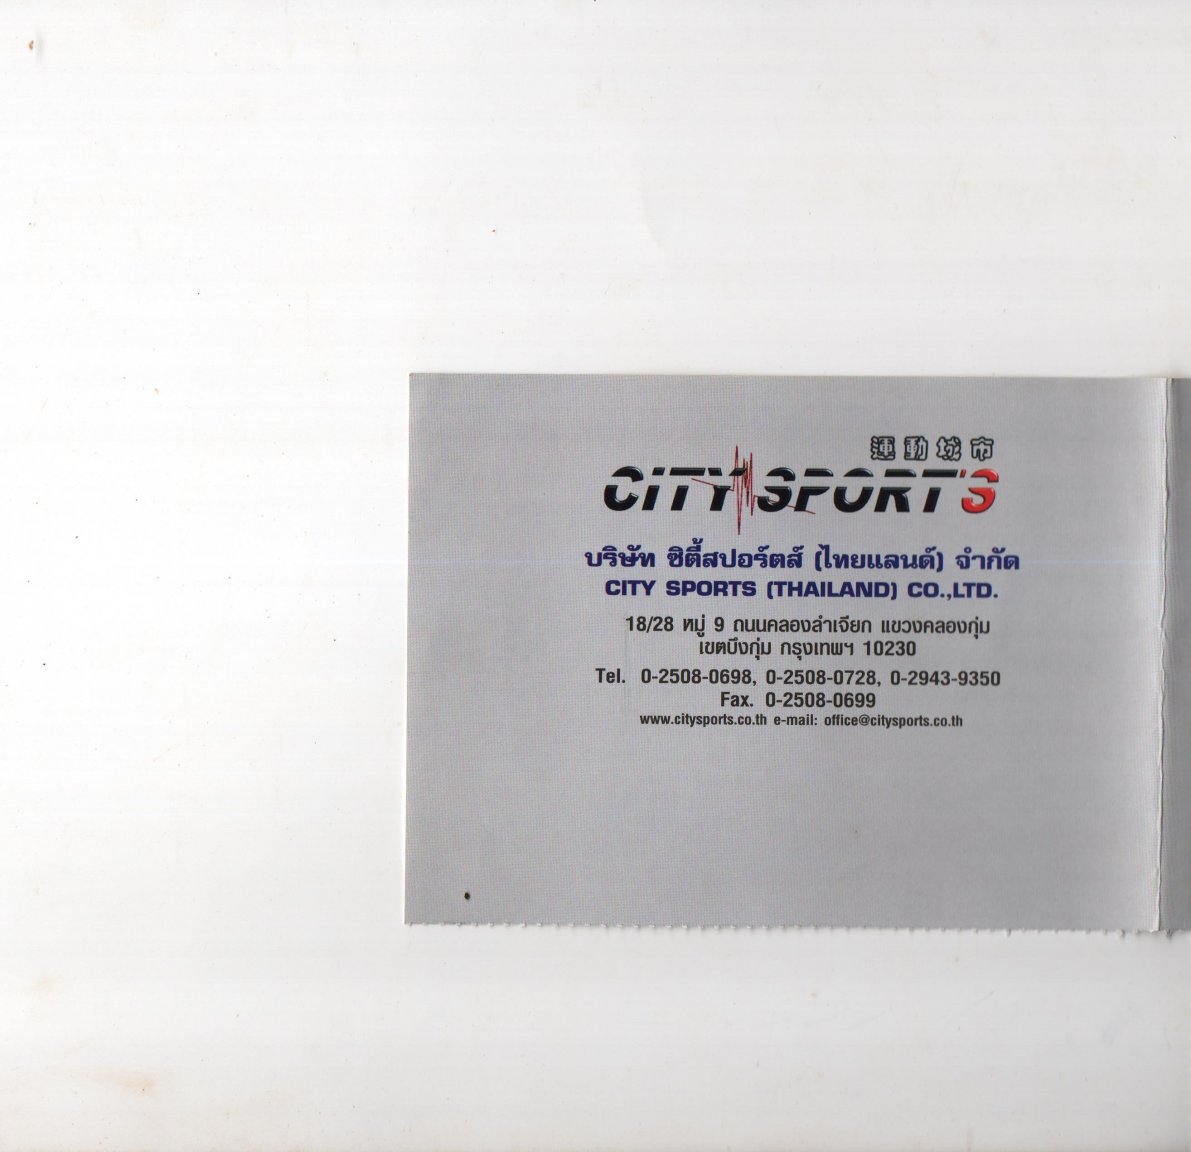 運動城市
CiTY SPORT'S
บริษัท ซิตี้สปอร์ตส์ (ไทยแลนด์) จำกัด
CITY SPORTS (THAILAND) CO.,LTD.
18/28 หมู่ 9 ถนนคลองลำเจียก แขวงคลองกุ่ม
เขตบึงกุ่ม กรุงเทพฯ 10230
Tel. 0-2508-0698, 0-2508-0728, 0-2943-9350
Fax. 0-2508-0699
www.citysports.co.th e-mail: office@citysports.co.th